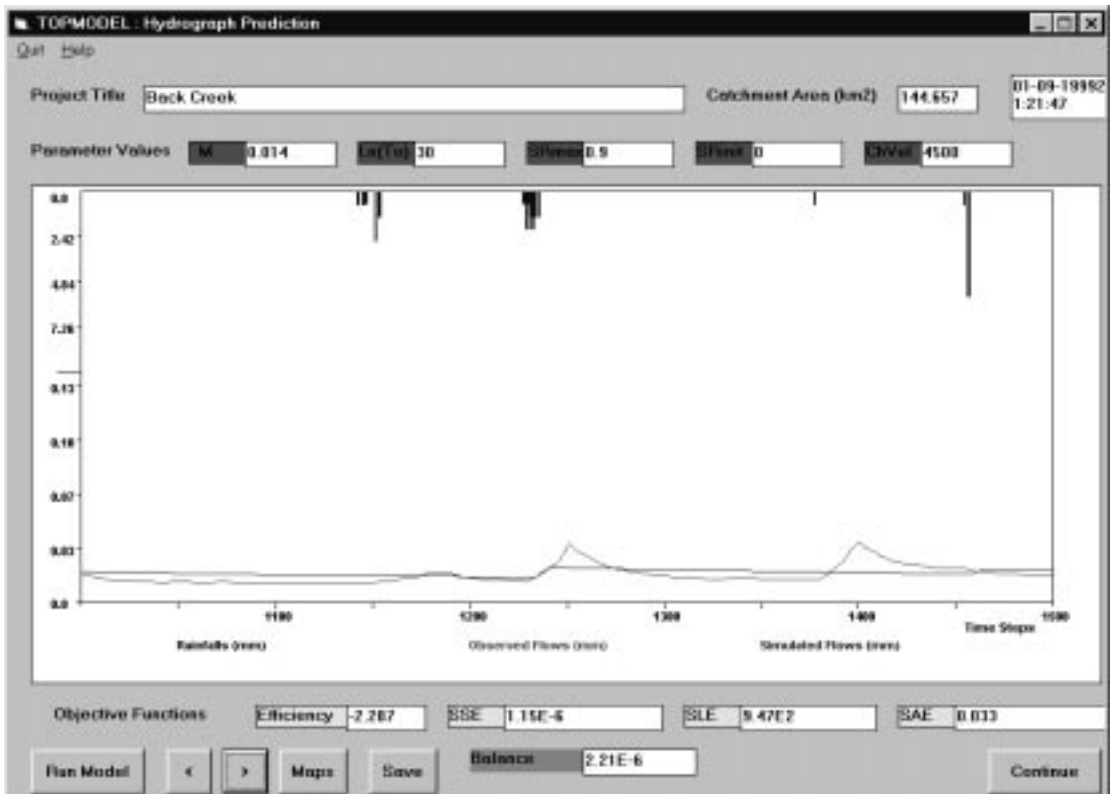 TOPMODEL : Hydrograph Prediction
Quit Help
Project Title Back Creek Catchment Area (km2) 144.657 01-09-19992
1:21:47
Parameter Values M 0.014 Ln(To) 30 SRmax 0.9 SRinit 0 ChVel 4500
0.0
2.42
4.84
7.26
0.13
0.10
0.07
0.03
0.0
1100 1200 1300 1400 1500
Time Steps
Rainfalls (mm) Observed Flows (mm) Simulated Flows (mm)
Objective Functions Efficiency -2.287 SSE 1.15E-6 SLE 9.47E2 SAE 0.033
Run Model < > Maps Save Balance 2.21E-6 Continue